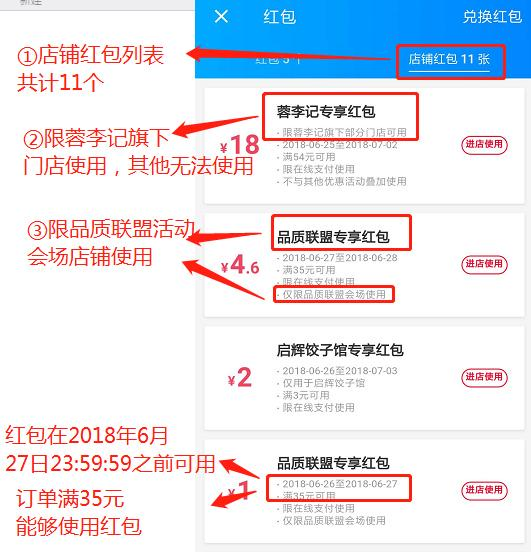 红包
兑换红包
红包 5 个
店铺红包 11 张
①店铺红包列表
共计11个
②限蓉李记旗下
门店使用，其他无法使用
③限品质联盟活动
会场店铺使用
红包在2018年6月
27日23:59:59之前可用
订单满35元
能够使用红包
蓉李记专享红包
¥18
· 限蓉李记旗下部分门店可用
· 2018-06-25至2018-07-02
· 满54元可用
· 限在线支付使用
· 不与其他优惠活动叠加使用
进店使用
品质联盟专享红包
¥4.6
· 2018-06-27至2018-06-28
· 满35元可用
· 限在线支付使用
· 仅限品质联盟会场使用
进店使用
启辉饺子馆专享红包
¥2
· 2018-06-26至2018-07-03
· 仅用于启辉饺子馆
· 满3元可用
· 限在线支付使用
进店使用
品质联盟专享红包
¥1
· 2018-06-26至2018-06-27
· 满35元可用
· 限在线支付使用
· 仅限品质联盟会场使用
进店使用